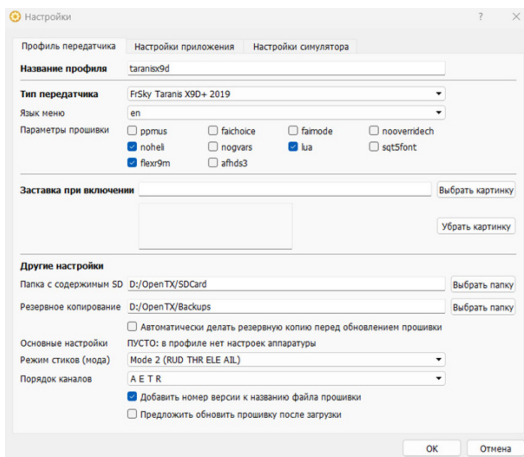 Настройки ? ×
Профиль передатчика Настройки приложения Настройки симулятора
Название профиля taranisx9d
Тип передатчика FrSky Taranis X9D+ 2019
Язык меню en
Параметры прошивки ppmus faichoice faimode nooverridech
noheli nogvars lua sqt5font
flexr9m afhds3
Заставка при включении Выбрать картинку
Убрать картинку
Другие настройки
Папка с содержимым SD D:/OpenTX/SDCard Выбрать папку
Резервное копирование D:/OpenTX/Backups Выбрать папку
Автоматически делать резервную копию перед обновлением прошивки
Основные настройки ПУСТО: в профиле нет настроек аппаратуры
Режим стиков (мода) Mode 2 (RUD THR ELE AIL)
Порядок каналов A E T R
Добавить номер версии к названию файла прошивки
Предложить обновить прошивку после загрузки
OK Отмена